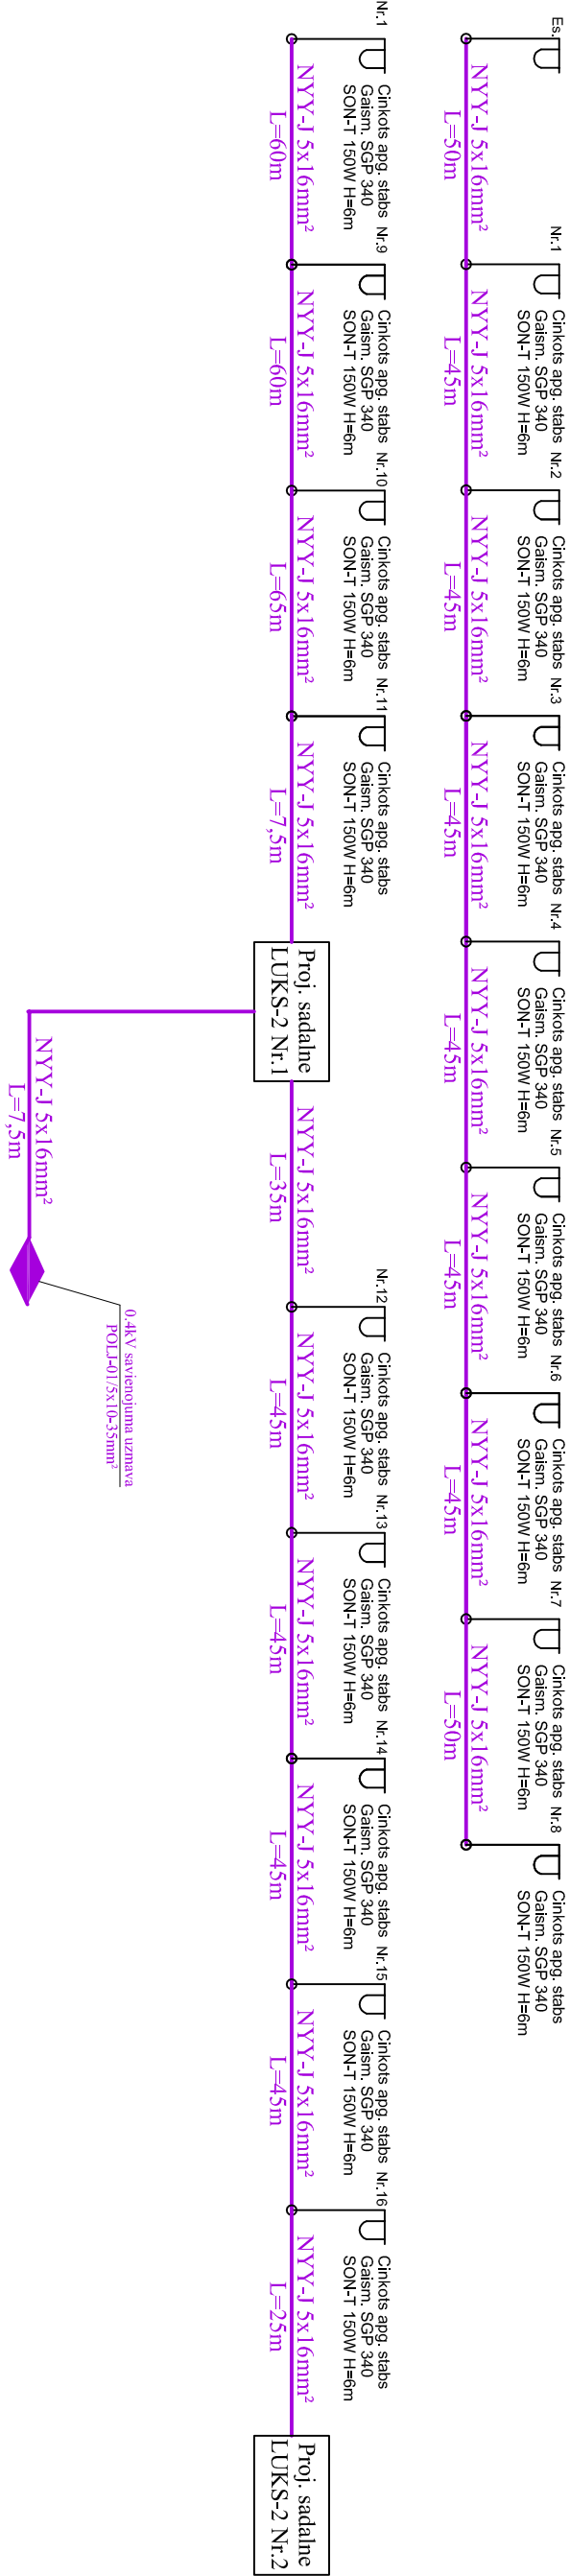 Es.
NYY-J 5x16mm²
L=50m
Nr.1
Cinkots apg. stabs
Gaism. SGP 340
SON-T 150W H=6m
NYY-J 5x16mm²
L=45m
Nr.2
Cinkots apg. stabs
Gaism. SGP 340
SON-T 150W H=6m
NYY-J 5x16mm²
L=45m
Nr.3
Cinkots apg. stabs
Gaism. SGP 340
SON-T 150W H=6m
NYY-J 5x16mm²
L=45m
Nr.4
Cinkots apg. stabs
Gaism. SGP 340
SON-T 150W H=6m
NYY-J 5x16mm²
L=45m
Nr.5
Cinkots apg. stabs
Gaism. SGP 340
SON-T 150W H=6m
NYY-J 5x16mm²
L=45m
Nr.6
Cinkots apg. stabs
Gaism. SGP 340
SON-T 150W H=6m
NYY-J 5x16mm²
L=45m
Nr.7
Cinkots apg. stabs
Gaism. SGP 340
SON-T 150W H=6m
NYY-J 5x16mm²
L=50m
Nr.8
Cinkots apg. stabs
Gaism. SGP 340
SON-T 150W H=6m
Nr.1
Cinkots apg. stabs
Gaism. SGP 340
SON-T 150W H=6m
NYY-J 5x16mm²
L=60m
Nr.9
Cinkots apg. stabs
Gaism. SGP 340
SON-T 150W H=6m
NYY-J 5x16mm²
L=60m
Nr.10
Cinkots apg. stabs
Gaism. SGP 340
SON-T 150W H=6m
NYY-J 5x16mm²
L=65m
Nr.11
Cinkots apg. stabs
Gaism. SGP 340
SON-T 150W H=6m
NYY-J 5x16mm²
L=7,5m
Proj. sadalne
LUKS-2 Nr.1
NYY-J 5x16mm²
L=35m
Nr.12
Cinkots apg. stabs
Gaism. SGP 340
SON-T 150W H=6m
NYY-J 5x16mm²
L=45m
Nr.13
Cinkots apg. stabs
Gaism. SGP 340
SON-T 150W H=6m
NYY-J 5x16mm²
L=45m
Nr.14
Cinkots apg. stabs
Gaism. SGP 340
SON-T 150W H=6m
NYY-J 5x16mm²
L=45m
Nr.15
Cinkots apg. stabs
Gaism. SGP 340
SON-T 150W H=6m
NYY-J 5x16mm²
L=45m
Nr.16
Cinkots apg. stabs
Gaism. SGP 340
SON-T 150W H=6m
NYY-J 5x16mm²
L=25m
Proj. sadalne
LUKS-2 Nr.2
0.4kV savienojuma uzmava
POLJ-01/5x10-35mm²
NYY-J 5x16mm²
L=7,5m